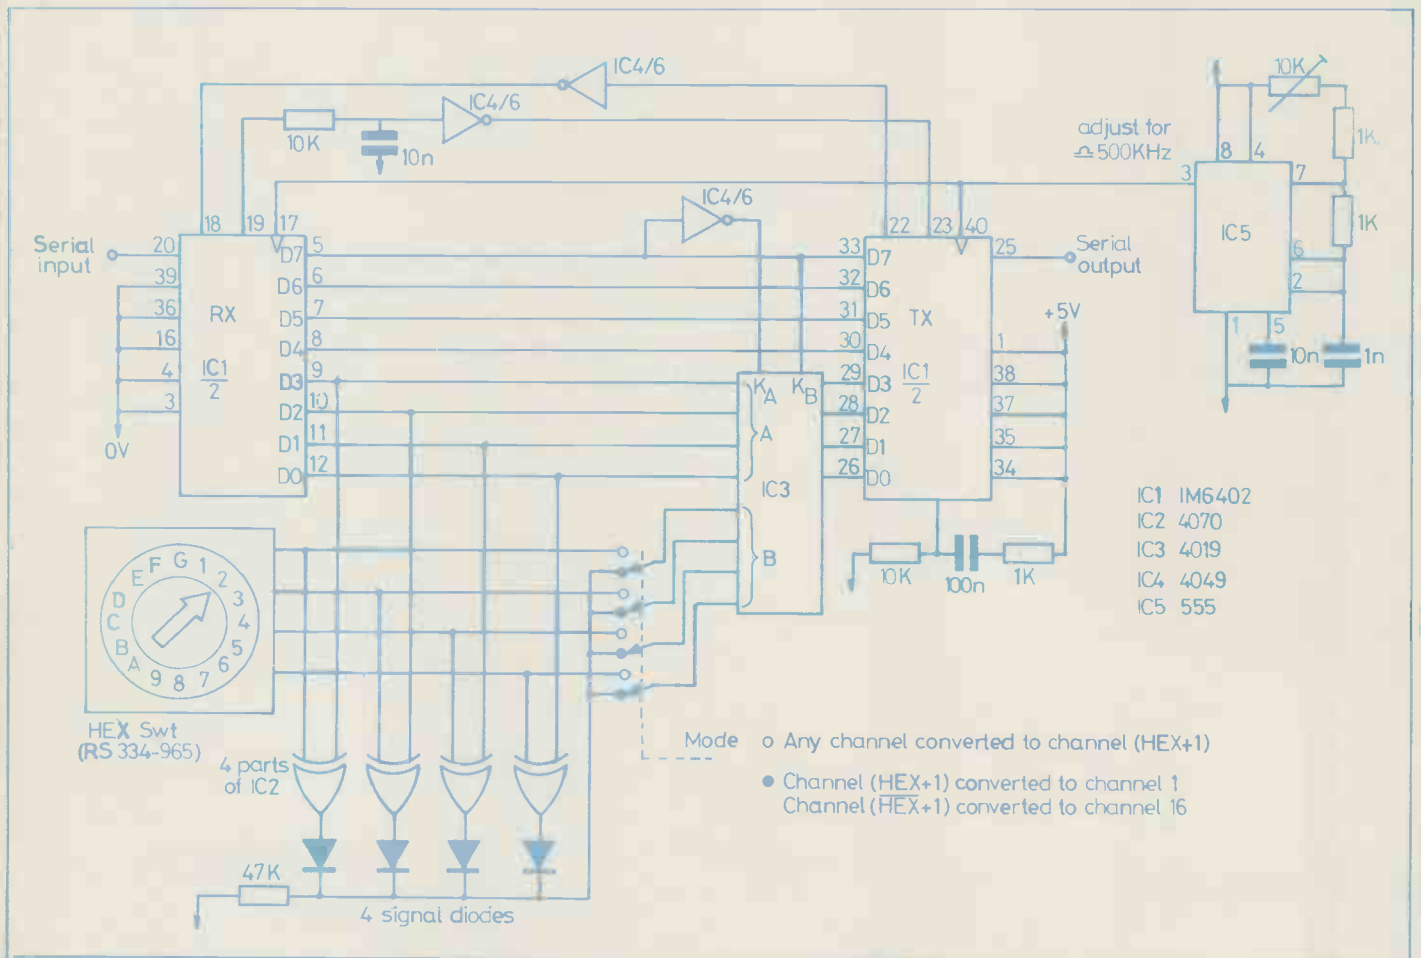 IC4/6
IC4/6
10K
10n
10K
adjust for
≏500KHz
1K
8
4
3
7
IC5
1K
6
2
1
5
10n
1n
IC4/6
18
19
17
22
23
40
Serial
input
20
39
36
16
4
3
0V
RX
IC1
2
D7
D6
D5
D4
D3
D2
D1
D0
5
6
7
8
9
10
11
12
33
32
31
30
29
28
27
26
D7
D6
D5
D4
D3
D2
D1
D0
TX
IC1
2
25
Serial
output
+5V
1
38
37
35
34
KA
KB
A
IC3
B
10K
100n
1K
IC1 IM6402
IC2 4070
IC3 4019
IC4 4049
IC5 555
G
1
2
3
4
5
6
7
8
9
A
B
C
D
E
F
HEX Swt
(RS 334-965)
4 parts
of IC2
47K
4 signal diodes
Mode o Any channel converted to channel (HEX+1)
● Channel (HEX+1) converted to channel 1
Channel (H̅E̅X̅+1) converted to channel 16